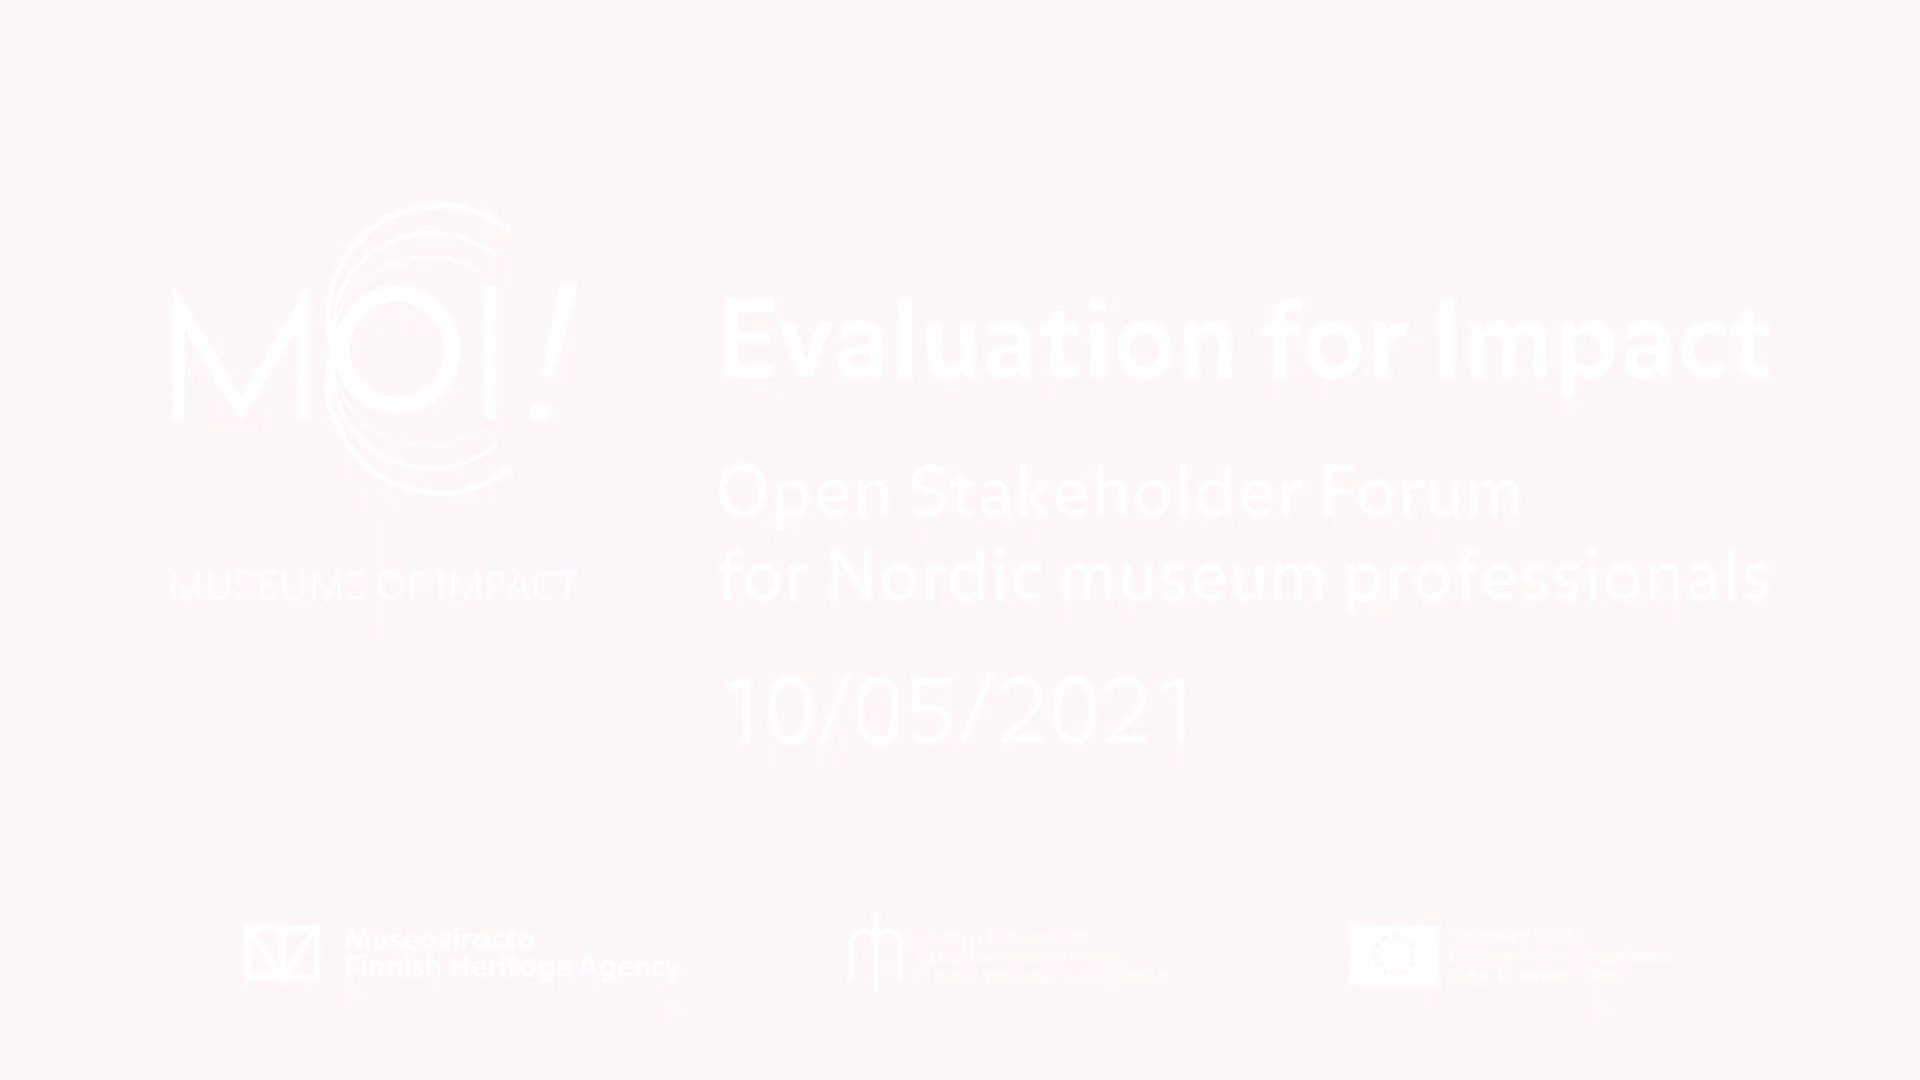 MOI!
MUSEUMS OF IMPACT
Evaluation for Impact
Open Stakeholder Forum
for Nordic museum professionals
10/05/2021
Museovirasto
Finnish Heritage Agency